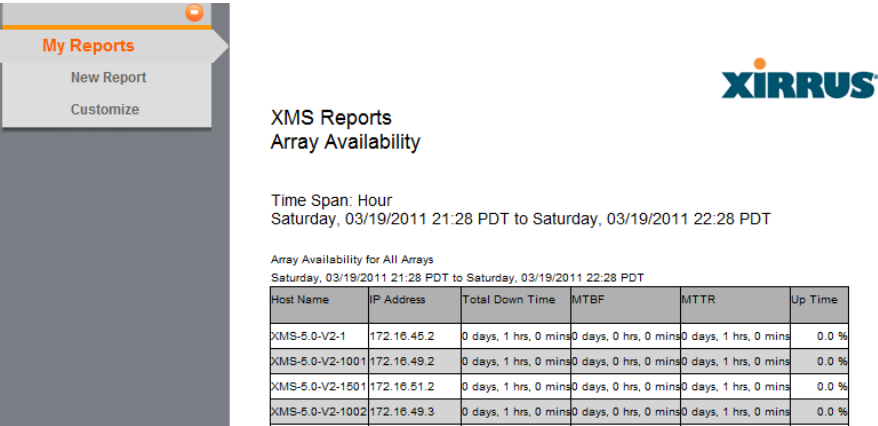 My Reports
New Report
Customize
XIRRUS
XMS Reports
Array Availability
Time Span: Hour
Saturday, 03/19/2011 21:28 PDT to Saturday, 03/19/2011 22:28 PDT
Array Availability for All Arrays
Saturday, 03/19/2011 21:28 PDT to Saturday, 03/19/2011 22:28 PDT
Host Name IP Address Total Down Time MTBF MTTR Up Time
XMS-5.0-V2-1 172.16.45.2 0 days, 1 hrs, 0 mins 0 days, 0 hrs, 0 mins 0 days, 1 hrs, 0 mins 0.0 %
XMS-5.0-V2-1001 172.16.49.2 0 days, 1 hrs, 0 mins 0 days, 0 hrs, 0 mins 0 days, 1 hrs, 0 mins 0.0 %
XMS-5.0-V2-1501 172.16.51.2 0 days, 1 hrs, 0 mins 0 days, 0 hrs, 0 mins 0 days, 1 hrs, 0 mins 0.0 %
XMS-5.0-V2-1002 172.16.49.3 0 days, 1 hrs, 0 mins 0 days, 0 hrs, 0 mins 0 days, 1 hrs, 0 mins 0.0 %